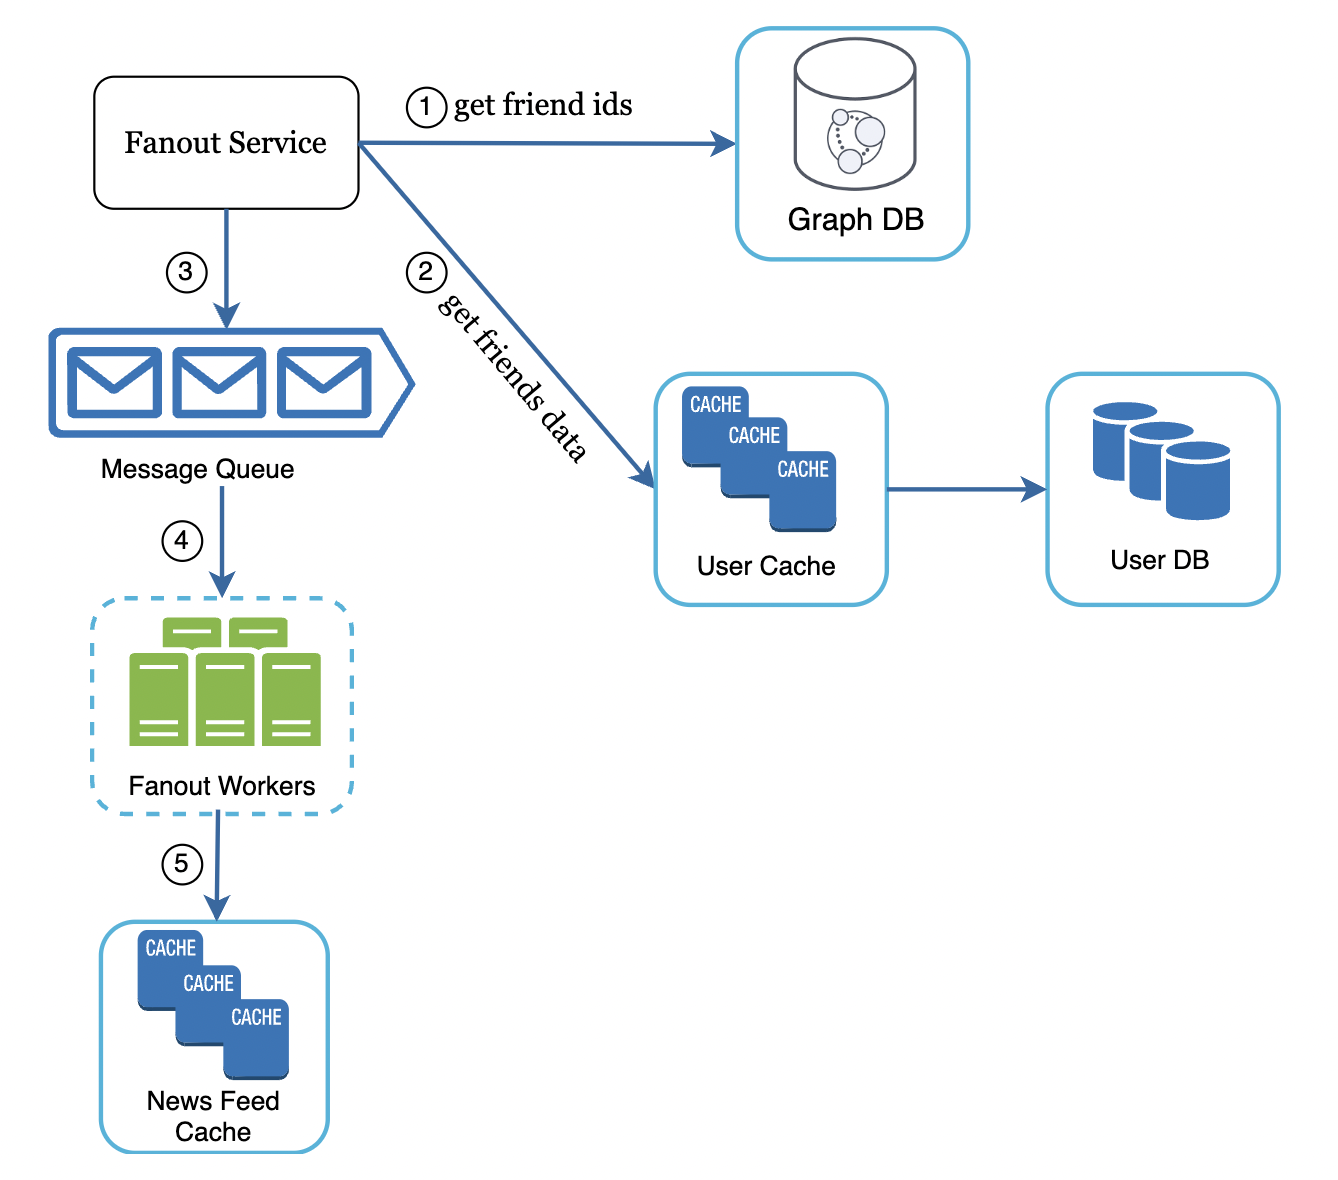 1 get friend ids
Fanout Service
Graph DB
2
get friends data
3
Message Queue
CACHE
CACHE
CACHE
User Cache
User DB
4
Fanout Workers
5
CACHE
CACHE
CACHE
News Feed
Cache